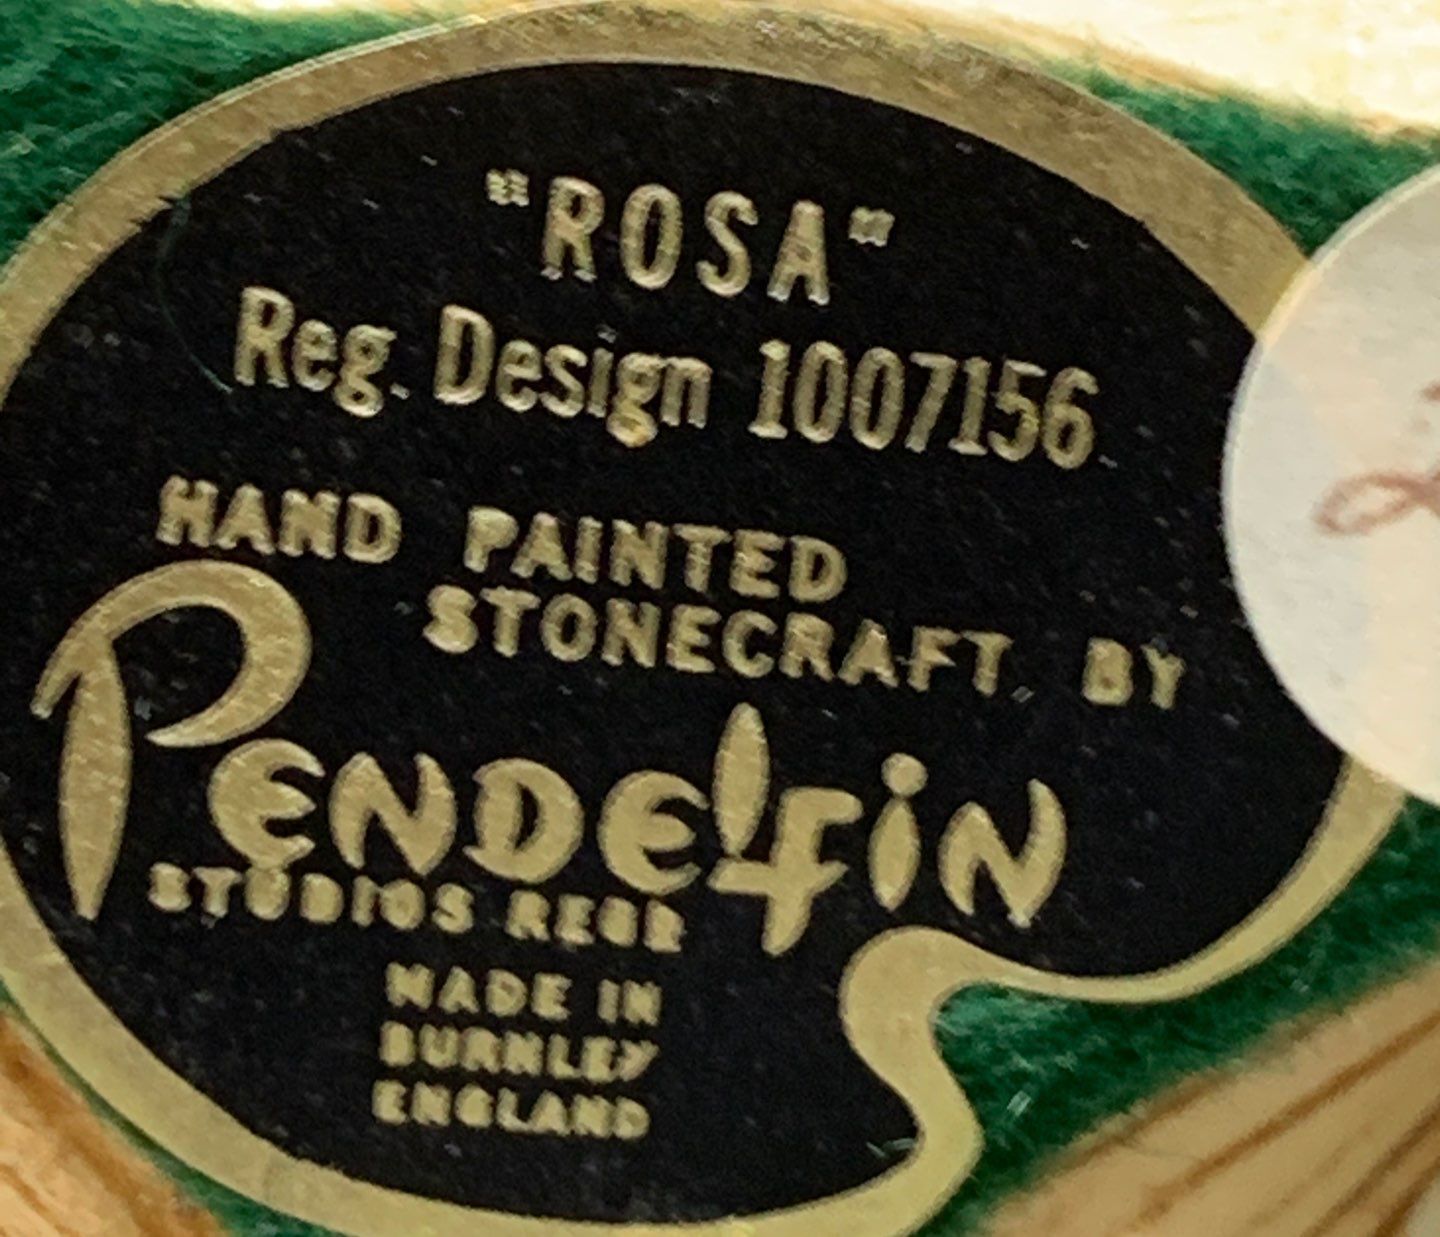 "ROSA"
Reg. Design 1007156
HAND PAINTED
STONECRAFT BY
PENDELFIN
STUDIOS REGD
MADE IN
BURNLEY
ENGLAND